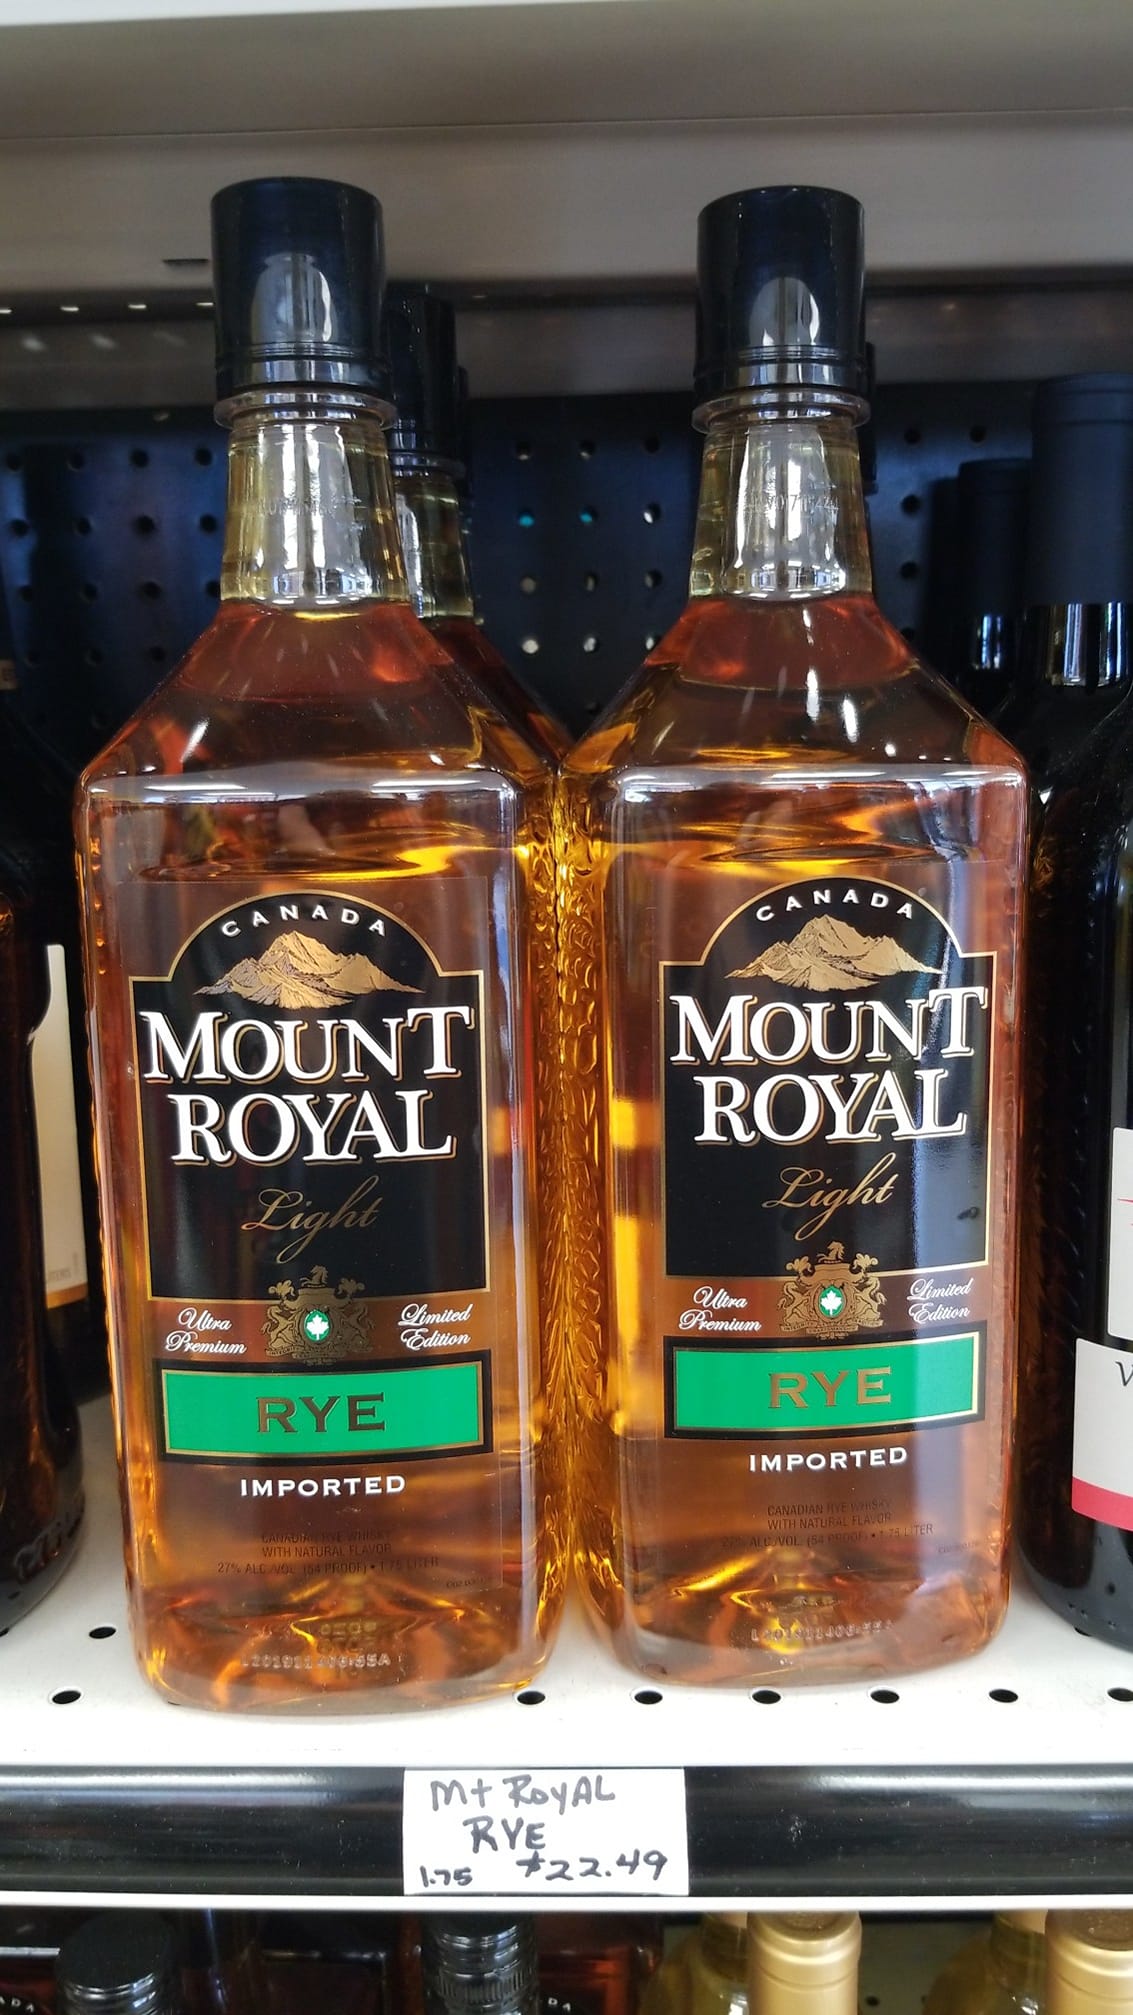 CANADA
MOUNT
ROYAL
Light
Ultra
Premium
Limited
Edition
RYE
IMPORTED
CANADIAN RYE WHISKY
WITH NATURAL FLAVOR
27% ALC./VOL. (54 PROOF) • 1.75 LITER
CANADA
MOUNT
ROYAL
Light
Ultra
Premium
Limited
Edition
RYE
IMPORTED
CANADIAN RYE WHISKY
WITH NATURAL FLAVOR
27% ALC./VOL. (54 PROOF) • 1.75 LITER
Mt Royal
RYE
1.75 $22.49